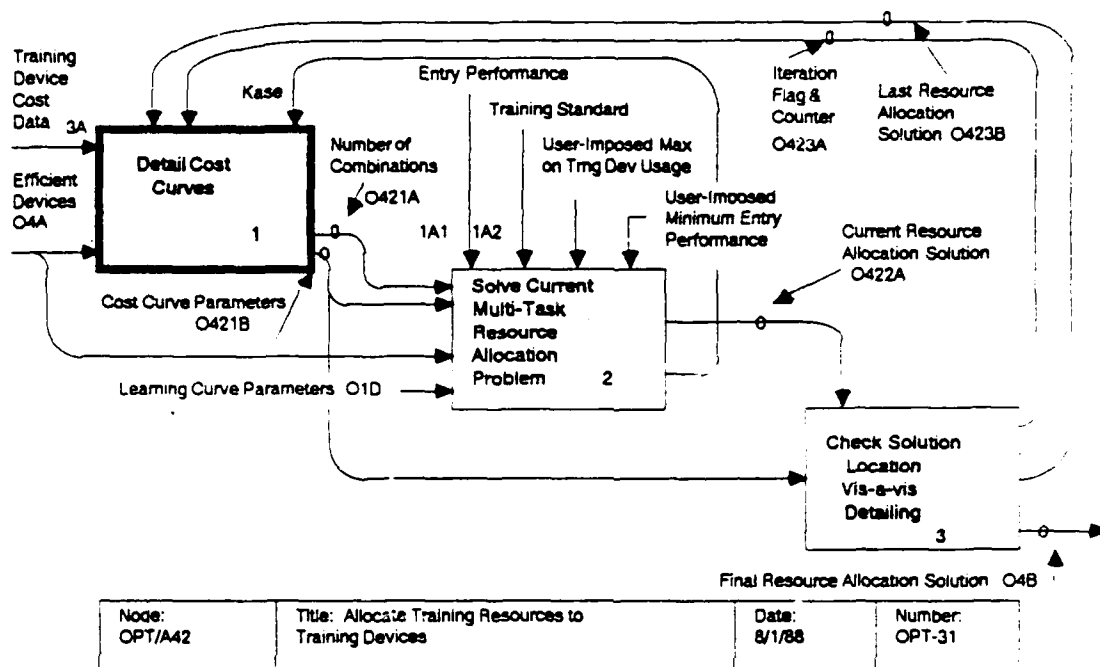 Training
Device
Cost
Data 3A
Efficient
Devices
O4A
Kase
Detail Cost
Curves
1
Number of
Combinations
O421A
Cost Curve Parameters
O421B
Entry Performance
Training Standard
User-Imposed Max
on Trng Dev Usage
User-Imposed
Minimum Entry
Performance
1A1 1A2
Iteration
Flag &
Counter
O423A
Last Resource
Allocation
Solution O423B
Current Resource
Allocation Solution
O422A
Solve Current
Multi-Task
Resource
Allocation
Problem 2
Learning Curve Parameters O1D
Check Solution
Location
Vis-a-vis
Detailing
3
Final Resource Allocation Solution O4B
Node:
OPT/A42
Title: Allocate Training Resources to
Training Devices
Date:
8/1/88
Number:
OPT-31